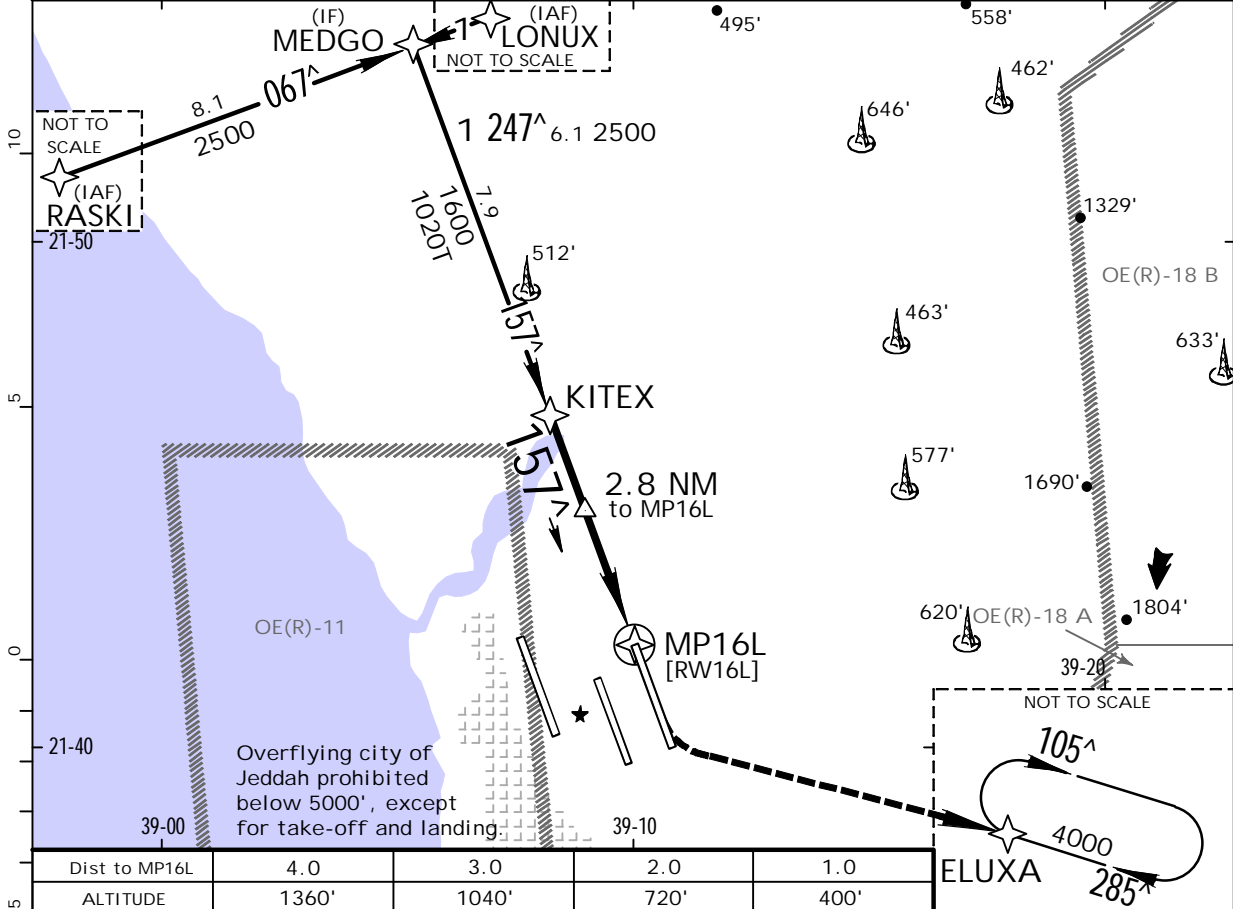 (IF)
MEDGO
1
(IAF)
LONUX
NOT TO SCALE
495'
558'
462'
646'
8.1
067^
2500
1 247^ 6.1 2500
NOT TO
SCALE
(IAF)
RASKI
10
21-50
7.9
1600
1020T
157^
512'
1329'
OE(R)-18 B
463'
633'
5
KITEX
157^
2.8 NM
to MP16L
577'
1690'
1804'
620'
OE(R)-18 A
OE(R)-11
0
MP16L
[RW16L]
39-20
NOT TO SCALE
21-40
105^
4000
285^
ELUXA
Overflying city of
Jeddah prohibited
below 5000', except
for take-off and landing.
39-00
39-10
5
Dist to MP16L 4.0 3.0 2.0 1.0
ALTITUDE 1360' 1040' 720' 400'